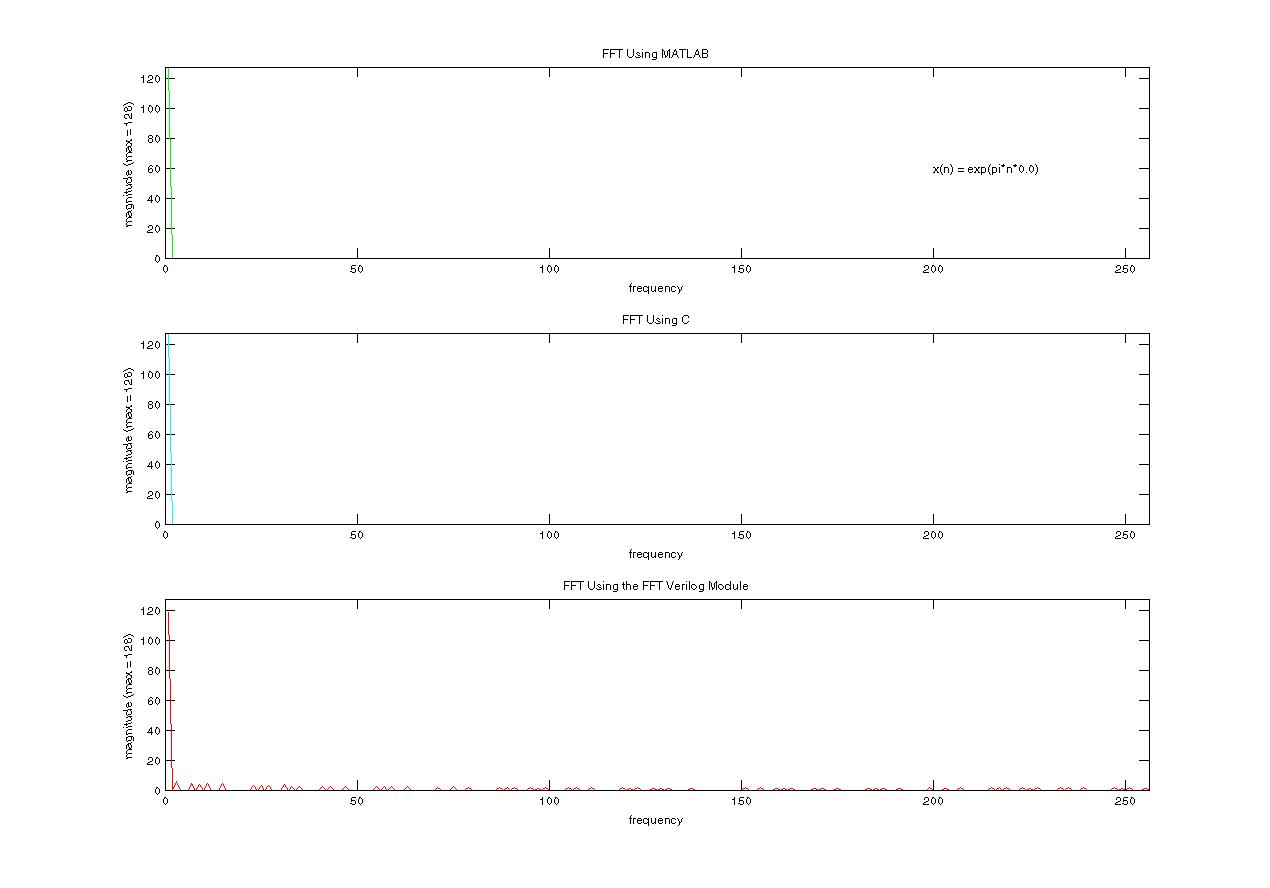 FFT Using MATLAB
magnitude (max = 128)
120
100
80
60
40
20
0
x(n) = exp(pi*n*0.0)
0 50 100 150 200 250
frequency
FFT Using C
magnitude (max = 128)
120
100
80
60
40
20
0
0 50 100 150 200 250
frequency
FFT Using the FFT Verilog Module
magnitude (max = 128)
120
100
80
60
40
20
0
0 50 100 150 200 250
frequency